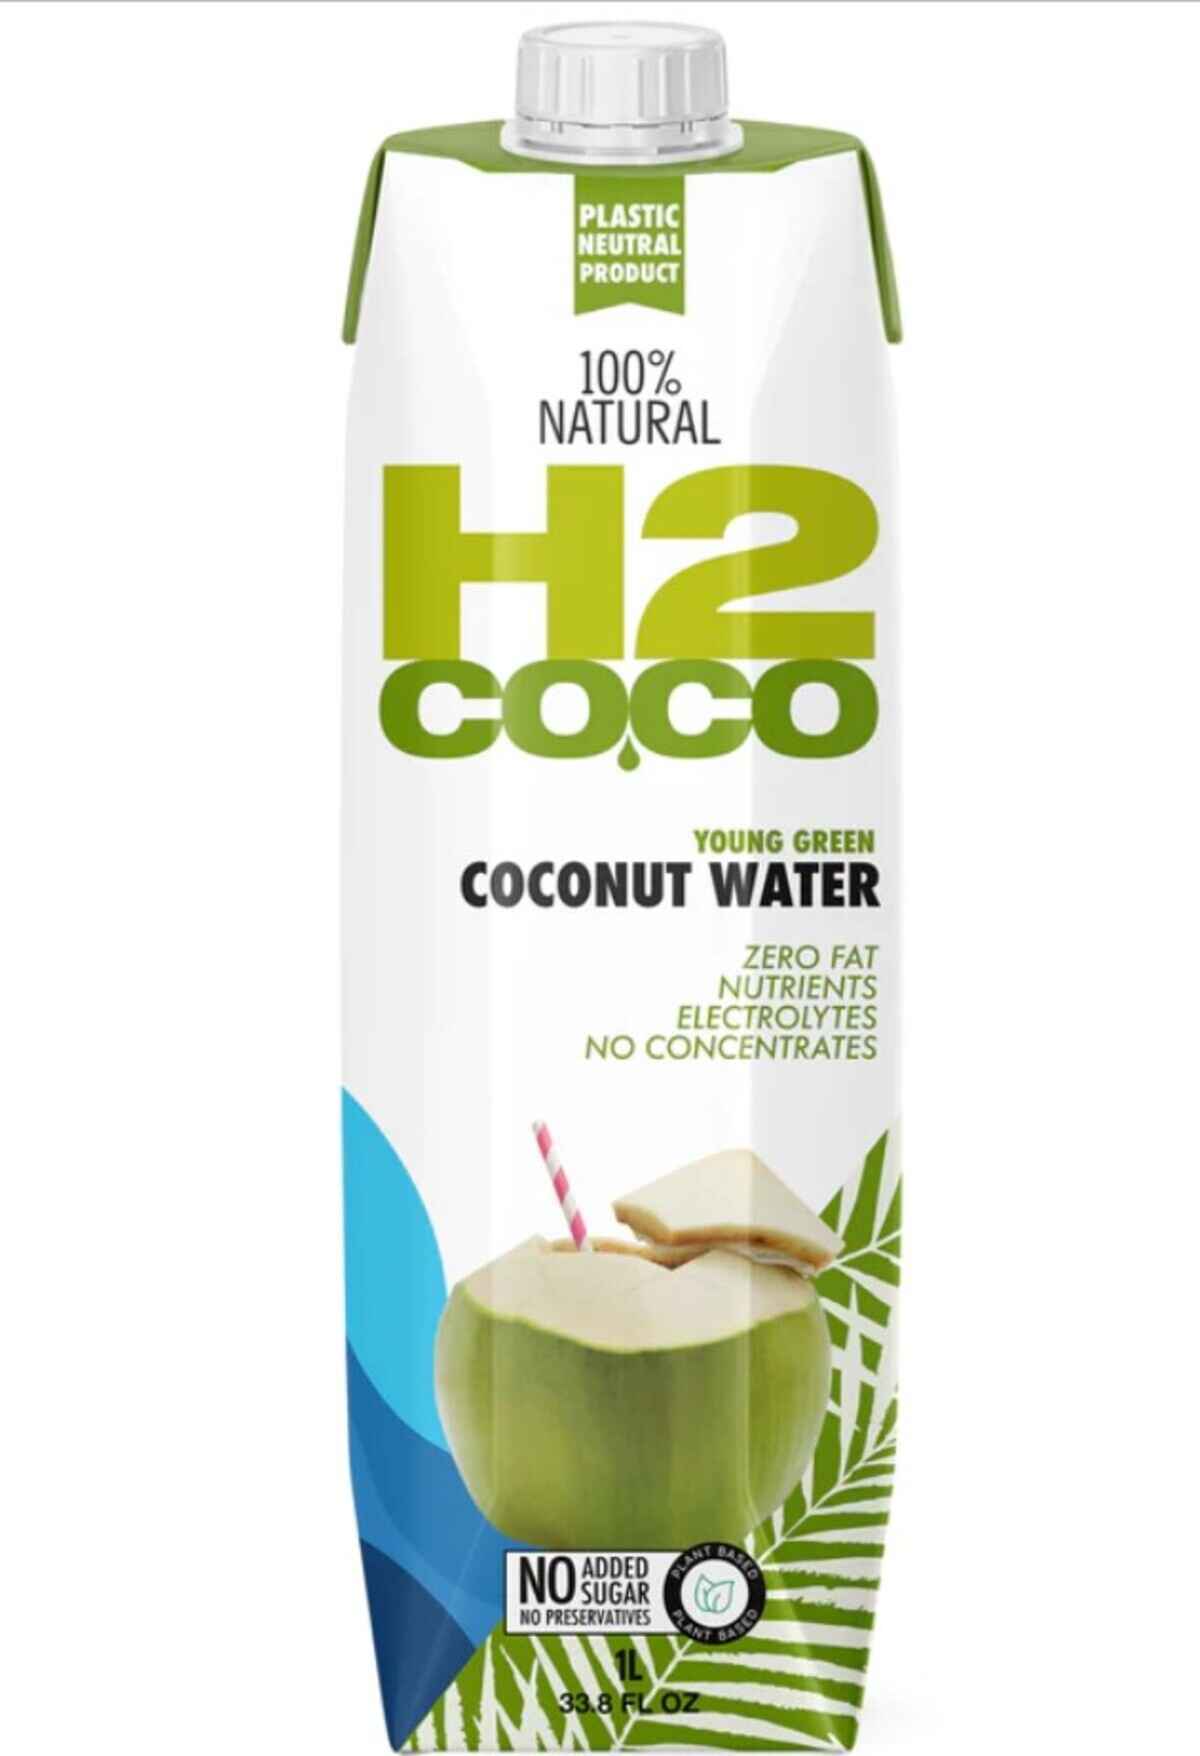 PLASTIC
NEUTRAL
PRODUCT
100%
NATURAL
H2
COCO
YOUNG GREEN
COCONUT WATER
ZERO FAT
NUTRIENTS
ELECTROLYTES
NO CONCENTRATES
NO ADDED
SUGAR
NO PRESERVATIVES
PLANT BASED
PLANT BASED
1L
33.8 FL OZ